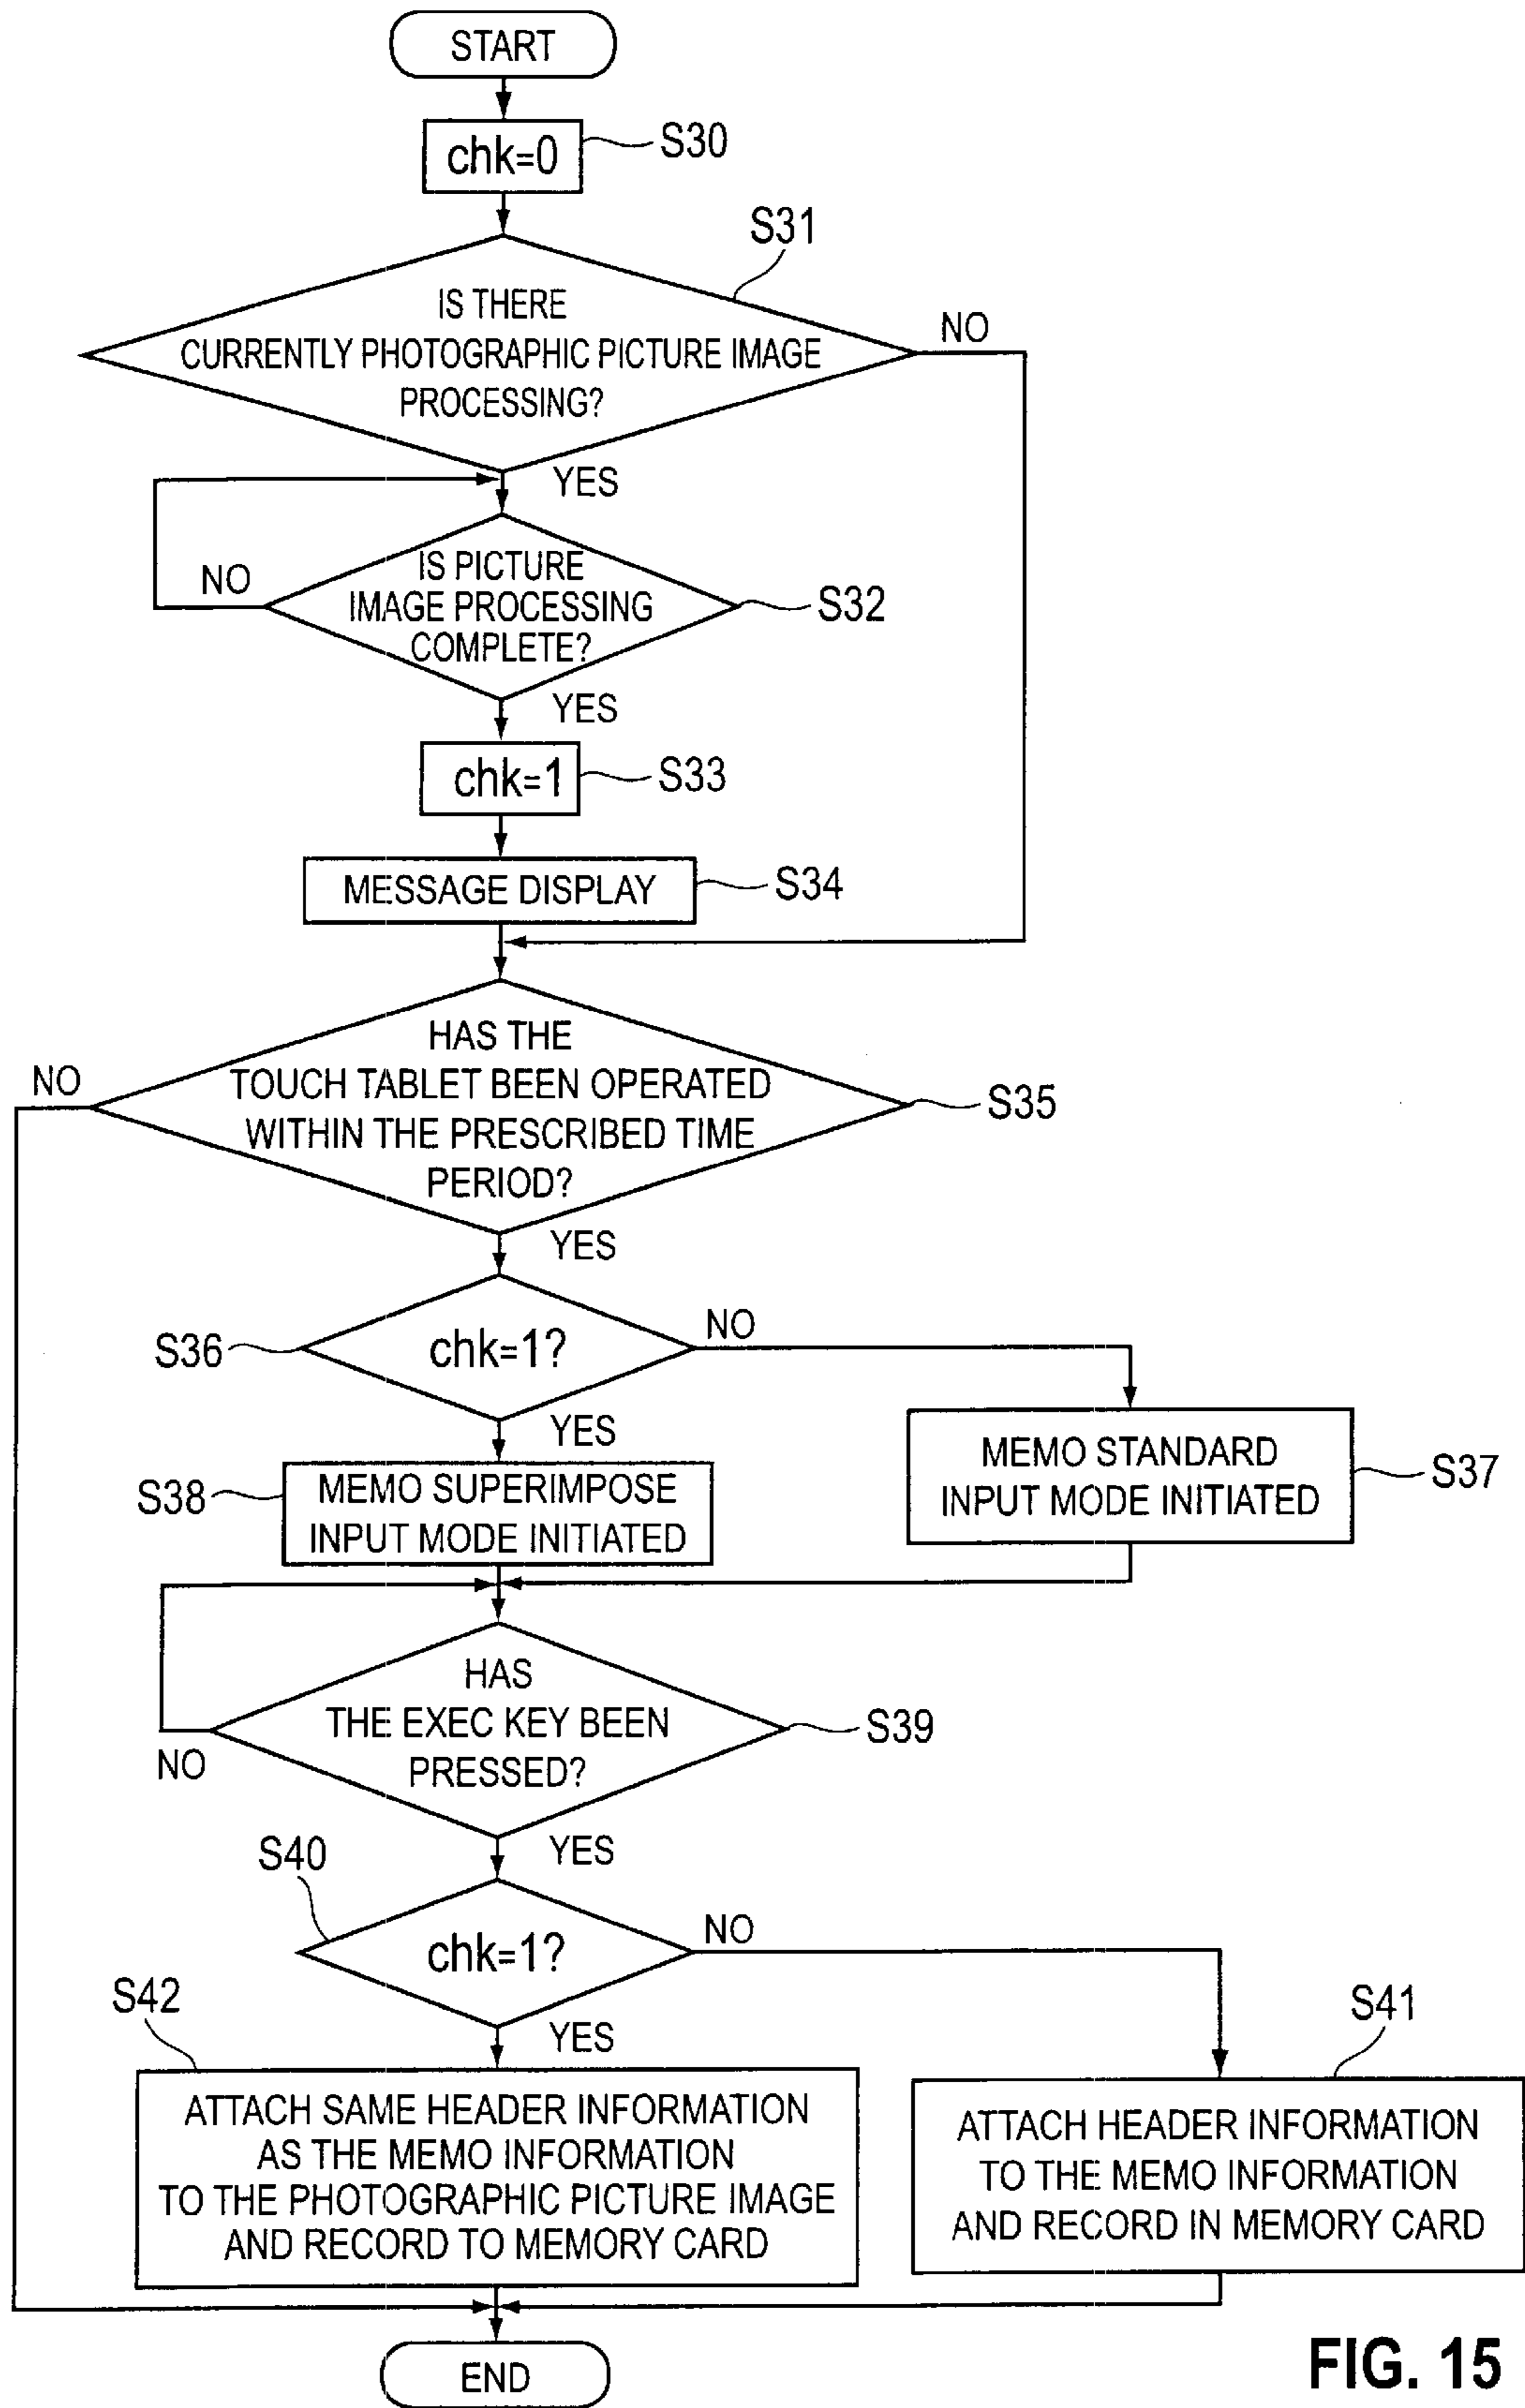 START
chk=0
S30
S31
IS THERE
CURRENTLY PHOTOGRAPHIC PICTURE IMAGE
PROCESSING?
NO
YES
IS PICTURE
IMAGE PROCESSING
COMPLETE?
NO
S32
YES
chk=1
S33
MESSAGE DISPLAY
S34
HAS THE
TOUCH TABLET BEEN OPERATED
WITHIN THE PRESCRIBED TIME
PERIOD?
NO
S35
YES
S36
chk=1?
NO
YES
MEMO STANDARD
INPUT MODE INITIATED
S37
S38
MEMO SUPERIMPOSE
INPUT MODE INITIATED
HAS
THE EXEC KEY BEEN
PRESSED?
NO
S39
YES
S40
chk=1?
NO
YES
S42
ATTACH SAME HEADER INFORMATION
AS THE MEMO INFORMATION
TO THE PHOTOGRAPHIC PICTURE IMAGE
AND RECORD TO MEMORY CARD
S41
ATTACH HEADER INFORMATION
TO THE MEMO INFORMATION
AND RECORD IN MEMORY CARD
END
FIG. 15